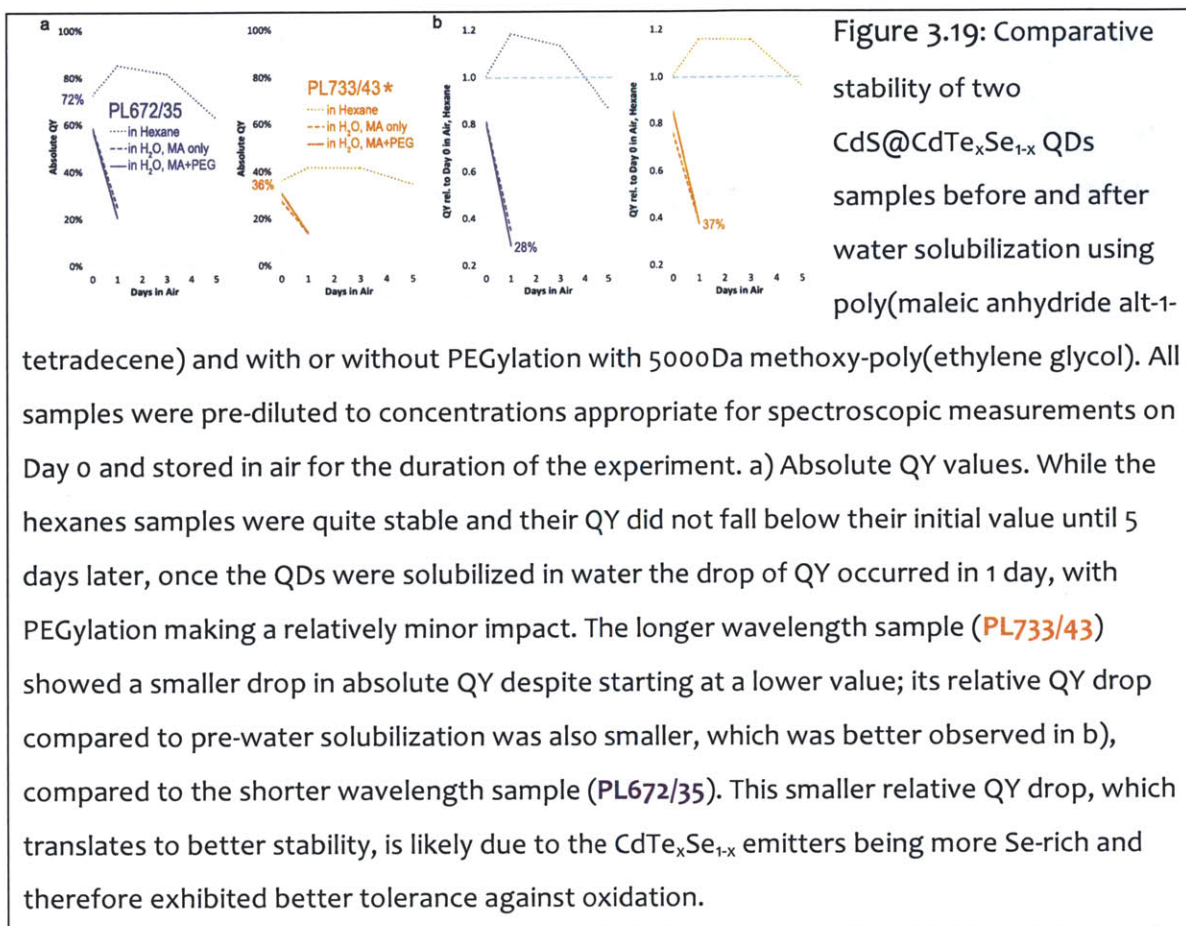 a
100%
80%
72%
60%
40%
20%
0%
Absolute QY
PL672/35
in Hexane
in H₂O, MA only
in H₂O, MA+PEG
0 1 2 3 4 5
Days in Air
100%
80%
60%
40%
36%
20%
0%
Absolute QY
PL733/43 *
in Hexane
in H₂O, MA only
in H₂O, MA+PEG
0 1 2 3 4 5
Days in Air
b
1.2
1.0
0.8
0.6
0.4
0.2
QY rel. to Day 0 in Air, Hexane
28%
0 1 2 3 4 5
Days in Air
1.2
1.0
0.8
0.6
0.4
0.2
QY rel. to Day 0 in Air, Hexane
37%
0 1 2 3 4 5
Days in Air
Figure 3.19: Comparative
stability of two
CdS@CdTeₓSe₁₋ₓ QDs
samples before and after
water solubilization using
poly(maleic anhydride alt-1-
tetradecene) and with or without PEGylation with 5000Da methoxy-poly(ethylene glycol). All
samples were pre-diluted to concentrations appropriate for spectroscopic measurements on
Day 0 and stored in air for the duration of the experiment. a) Absolute QY values. While the
hexanes samples were quite stable and their QY did not fall below their initial value until 5
days later, once the QDs were solubilized in water the drop of QY occurred in 1 day, with
PEGylation making a relatively minor impact. The longer wavelength sample (PL733/43)
showed a smaller drop in absolute QY despite starting at a lower value; its relative QY drop
compared to pre-water solubilization was also smaller, which was better observed in b),
compared to the shorter wavelength sample (PL672/35). This smaller relative QY drop, which
translates to better stability, is likely due to the CdTeₓSe₁₋ₓ emitters being more Se-rich and
therefore exhibited better tolerance against oxidation.